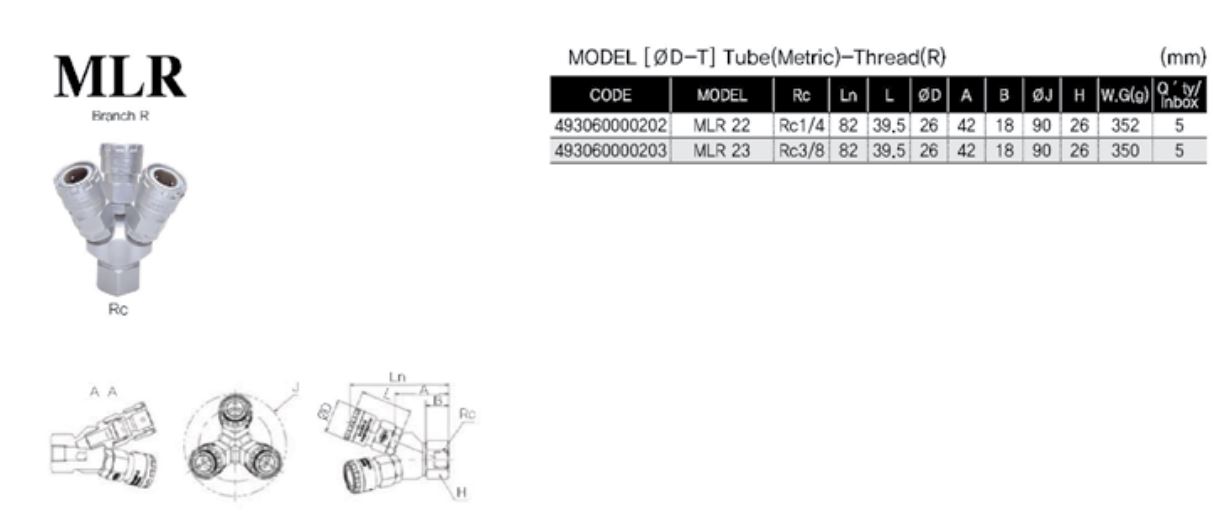 MLR
Branch R
Rc
MODEL [ØD-T] Tube(Metric)-Thread(R) (mm)
CODE MODEL Rc Ln L ØD A B ØJ H W.G(g) Q´ty/Inbox
493060000202 MLR 22 Rc1/4 82 39.5 26 42 18 90 26 352 5
493060000203 MLR 23 Rc3/8 82 39.5 26 42 18 90 26 350 5
A A
J
Ln
L A
B
ØD
Rc
H